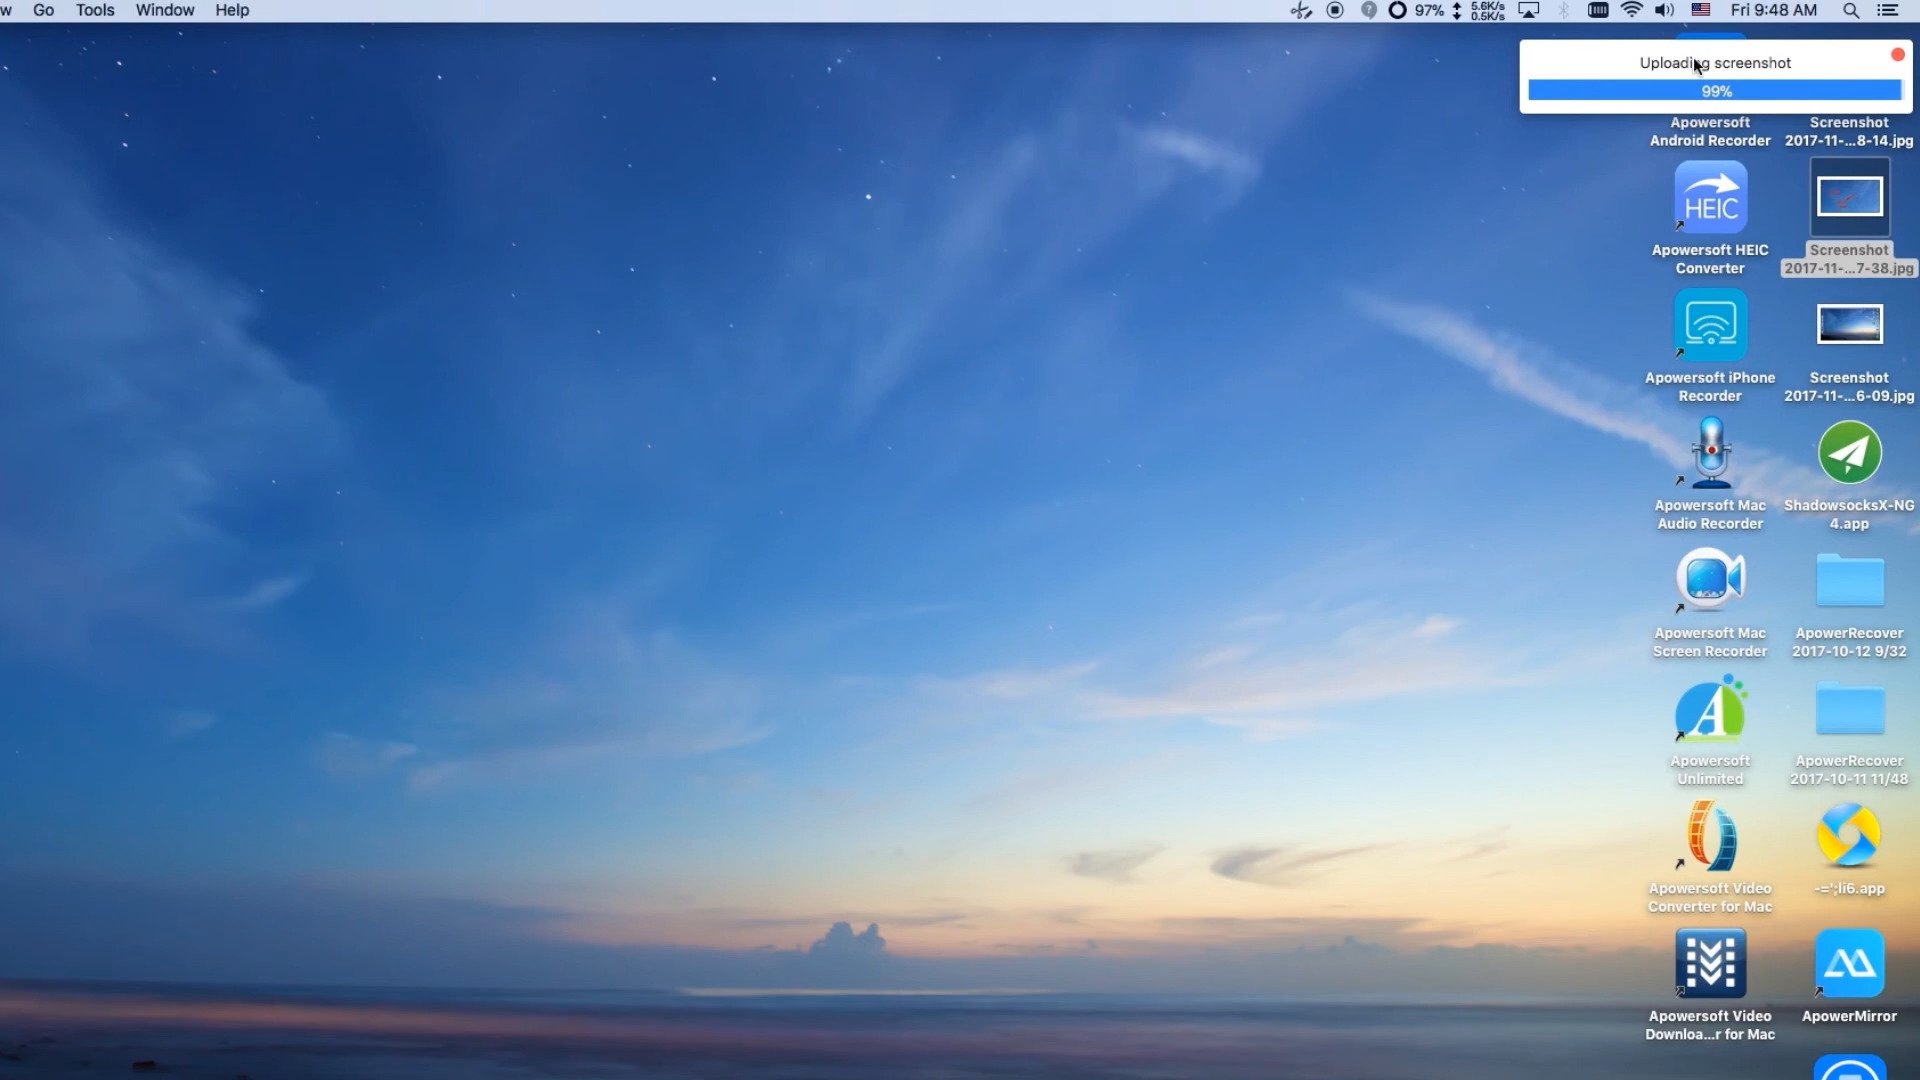 w Go Tools Window Help 97% 5.6K/s 0.5K/s Fri 9:48 AM
Uploading screenshot
99%
Apowersoft
Android Recorder
Screenshot
2017-11-...8-14.jpg
HEIC
Apowersoft HEIC
Converter
Screenshot
2017-11-...7-38.jpg
Apowersoft iPhone
Recorder
Screenshot
2017-11-...6-09.jpg
Apowersoft Mac
Audio Recorder
ShadowsocksX-NG
4.app
Apowersoft Mac
Screen Recorder
ApowerRecover
2017-10-12 9/32
Apowersoft
Unlimited
ApowerRecover
2017-10-11 11/48
Apowersoft Video
Converter for Mac
-=';li6.app
Apowersoft Video
Downloa...r for Mac
ApowerMirror